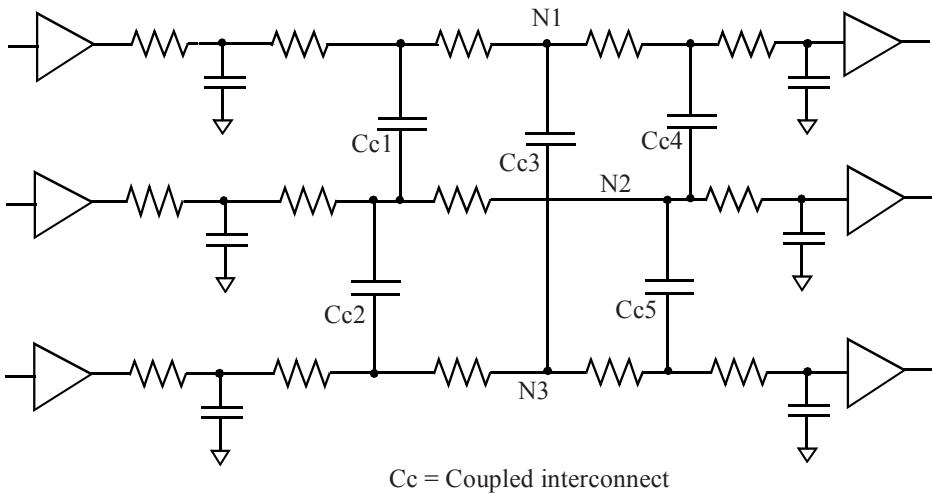 N1
Cc1
Cc3
Cc4
N2
Cc2
Cc5
N3
Cc = Coupled interconnect